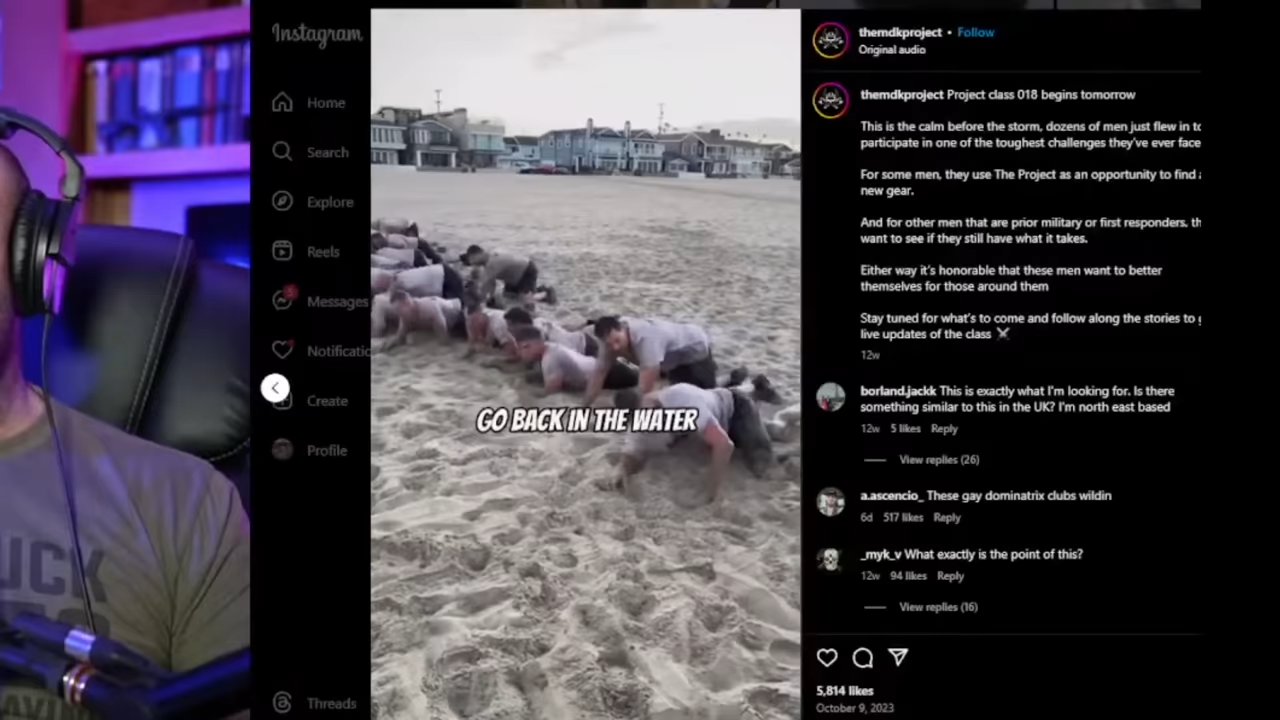 Instagram
Home
Search
Explore
Reels
Messages
Notificatio
Create
Profile
Threads
GO BACK IN THE WATER
themdkproject • Follow
Original audio
themdkproject Project class 018 begins tomorrow
This is the calm before the storm, dozens of men just flew in to
participate in one of the toughest challenges they've ever face
For some men, they use The Project as an opportunity to find a
new gear.
And for other men that are prior military or first responders, th
want to see if they still have what it takes.
Either way it's honorable that these men want to better
themselves for those around them
Stay tuned for what's to come and follow along the stories to g
live updates of the class ⚔️
12w
borland.jackk This is exactly what I'm looking for. Is there
something similar to this in the UK? I'm north east based
12w 5 likes Reply
View replies (26)
a.ascencio_ These gay dominatrix clubs wildin
6d 517 likes Reply
_myk_v What exactly is the point of this?
12w 94 likes Reply
View replies (16)
5,814 likes
October 9, 2023